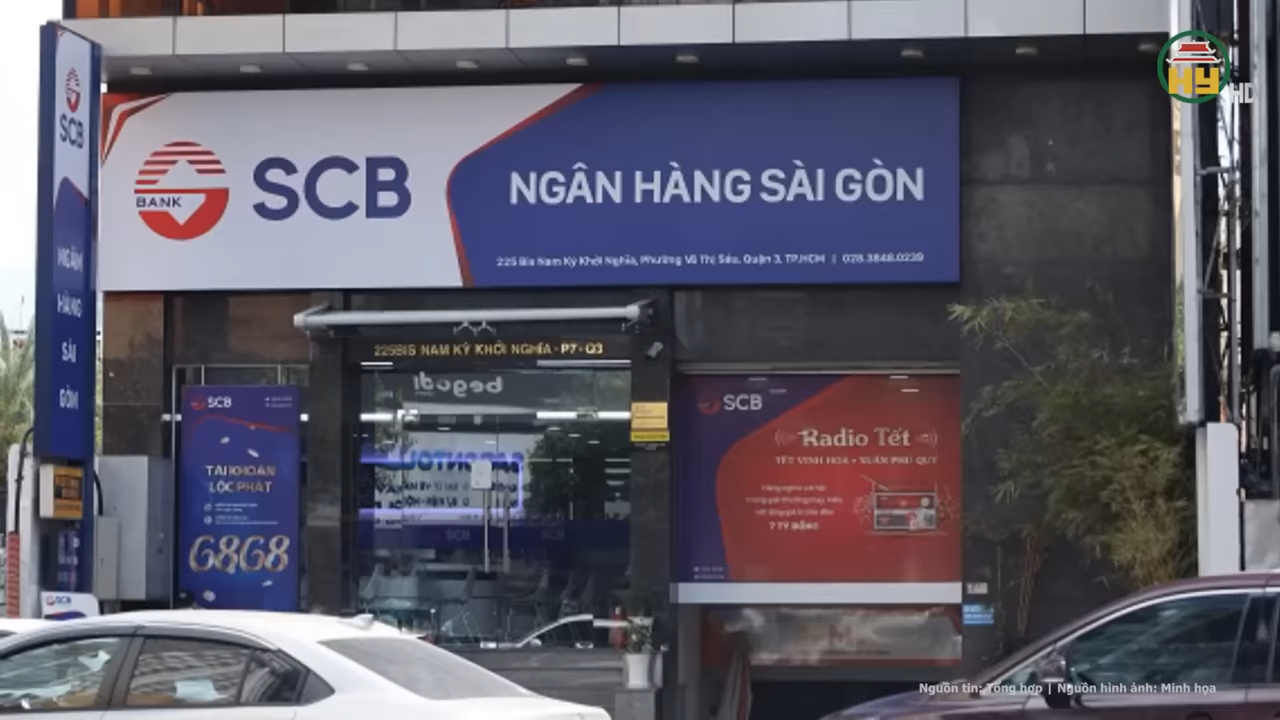 SCB
NGÂN
HÀNG
SÀI
GÒN
BANK
SCB
NGÂN HÀNG SÀI GÒN
225 Bis Nam Kỳ Khởi Nghĩa, Phường Võ Thị Sáu, Quận 3, TP.HCM | 028.3848.0239
HY
HD
225BIS NAM KỲ KHỞI NGHĨA - P7 - Q3
SCB
TÀI KHOẢN
LỘC PHÁT
6868
SCB
Radio Tết
TẾT VINH HOA - XUÂN PHÚ QUÝ
7 TỶ ĐỒNG
SCB
Nguồn tin: Tổng hợp | Nguồn hình ảnh: Minh họa